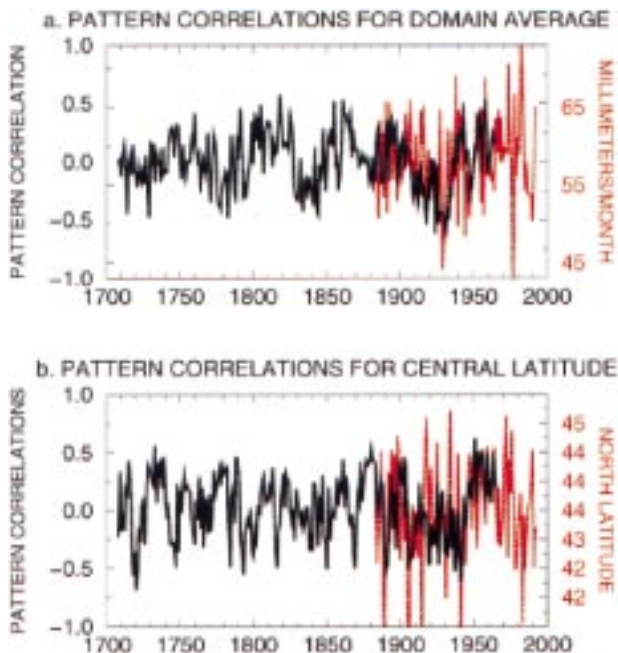 a. PATTERN CORRELATIONS FOR DOMAIN AVERAGE
PATTERN CORRELATION
1.0
0.5
0.0
−0.5
−1.0
65
55
45
MILLIMETERS/MONTH
1700 1750 1800 1850 1900 1950 2000
b. PATTERN CORRELATIONS FOR CENTRAL LATITUDE
PATTERN CORRELATIONS
1.0
0.5
0.0
−0.5
−1.0
45
44
44
43
42
42
NORTH LATITUDE
1700 1750 1800 1850 1900 1950 2000